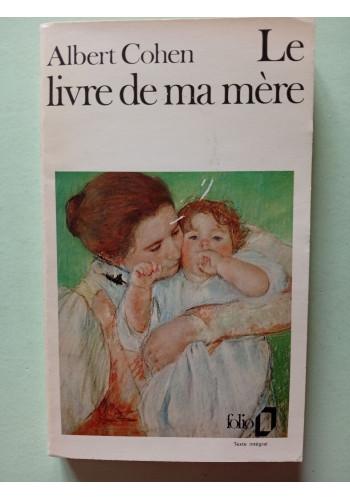 Albert Cohen Le
livre de ma mère
folio
Texte intégral